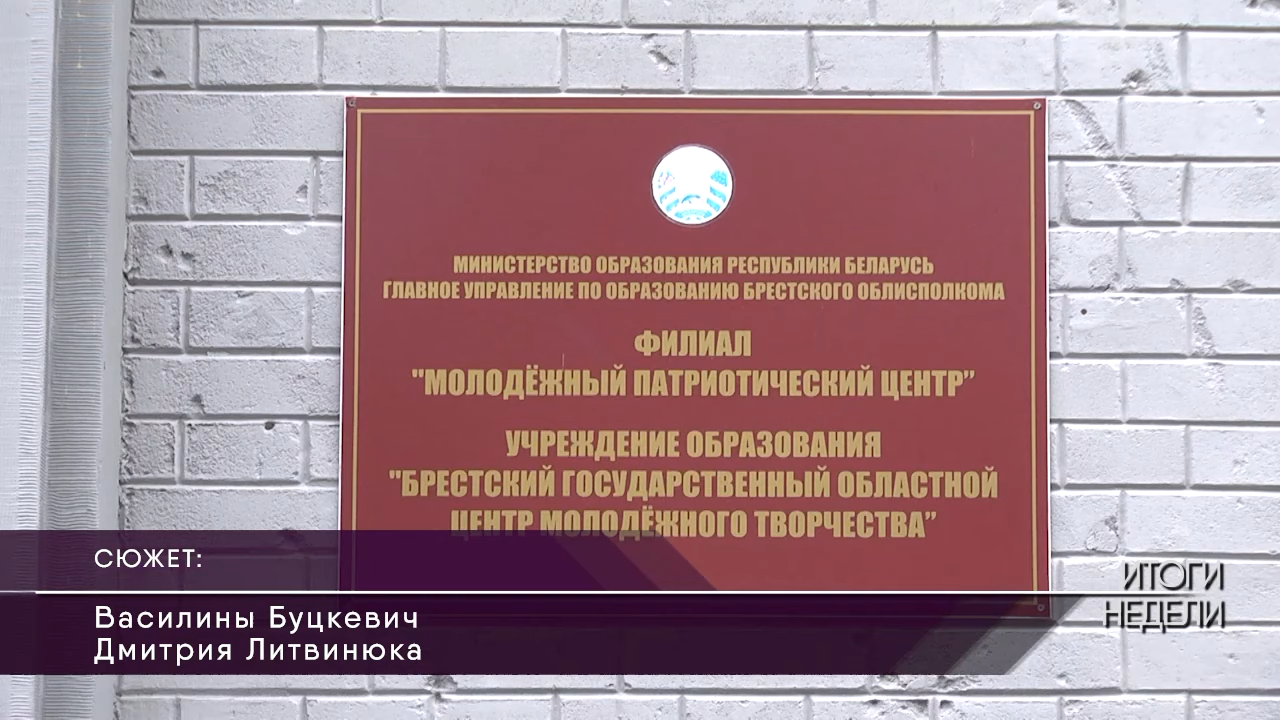 МИНИСТЕРСТВО ОБРАЗОВАНИЯ РЕСПУБЛИКИ БЕЛАРУСЬ
ГЛАВНОЕ УПРАВЛЕНИЕ ПО ОБРАЗОВАНИЮ БРЕСТСКОГО ОБЛИСПОЛКОМА
ФИЛИАЛ
"МОЛОДЁЖНЫЙ ПАТРИОТИЧЕСКИЙ ЦЕНТР”
УЧРЕЖДЕНИЕ ОБРАЗОВАНИЯ
"БРЕСТСКИЙ ГОСУДАРСТВЕННЫЙ ОБЛАСТНОЙ
ЦЕНТР МОЛОДЁЖНОГО ТВОРЧЕСТВА”
СЮЖЕТ:
Василины Буцкевич
Дмитрия Литвинюка
ИТОГИ
НЕДЕЛИ